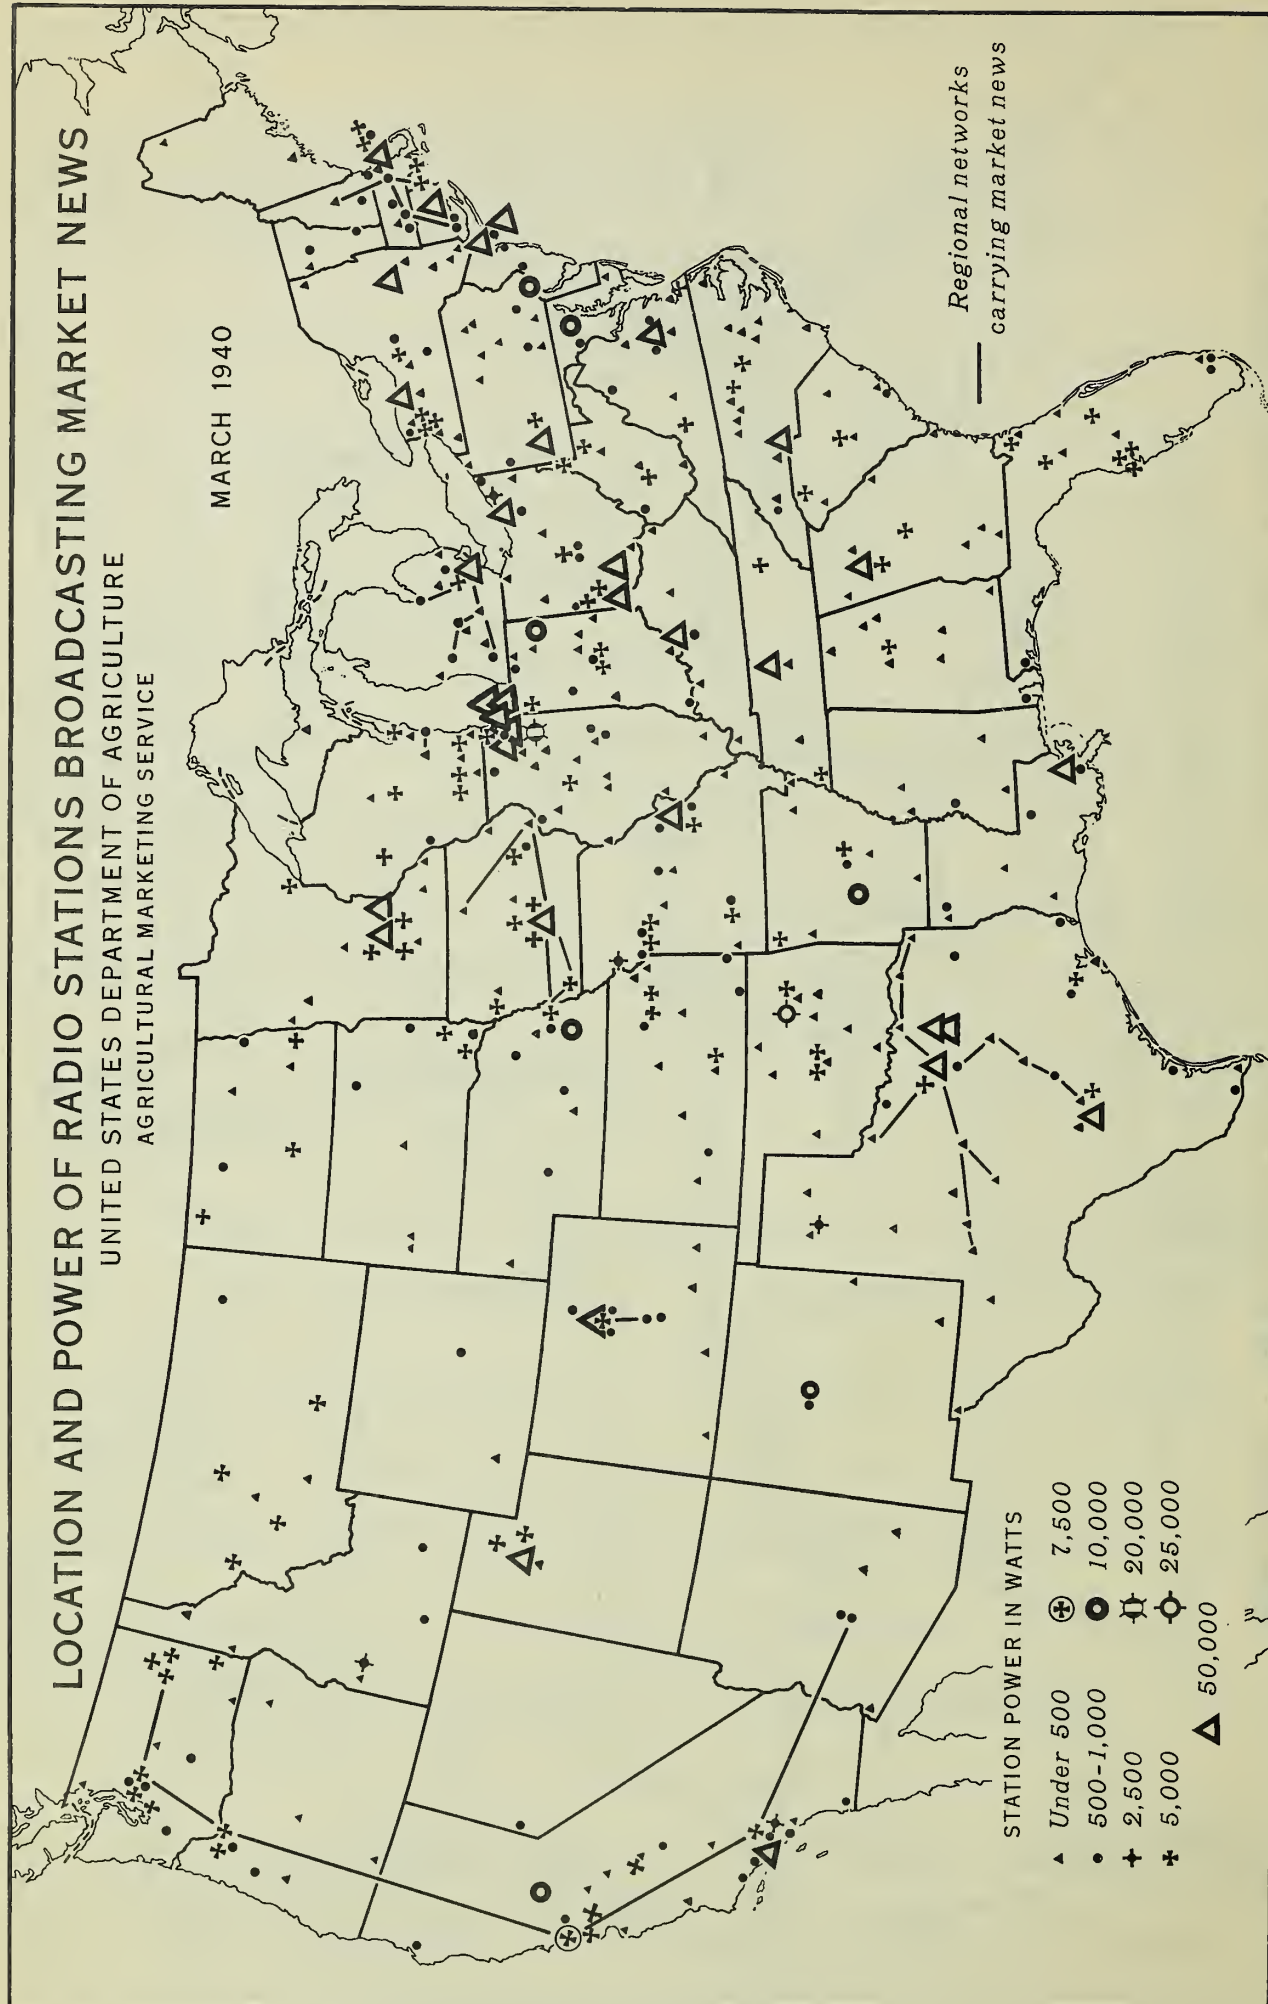 LOCATION AND POWER OF RADIO STATIONS BROADCASTING MARKET NEWS
UNITED STATES DEPARTMENT OF AGRICULTURE
AGRICULTURAL MARKETING SERVICE
MARCH 1940
Regional networks
carrying market news
STATION POWER IN WATTS
Under 500
500-1,000
2,500
5,000
7,500
10,000
20,000
25,000
50,000